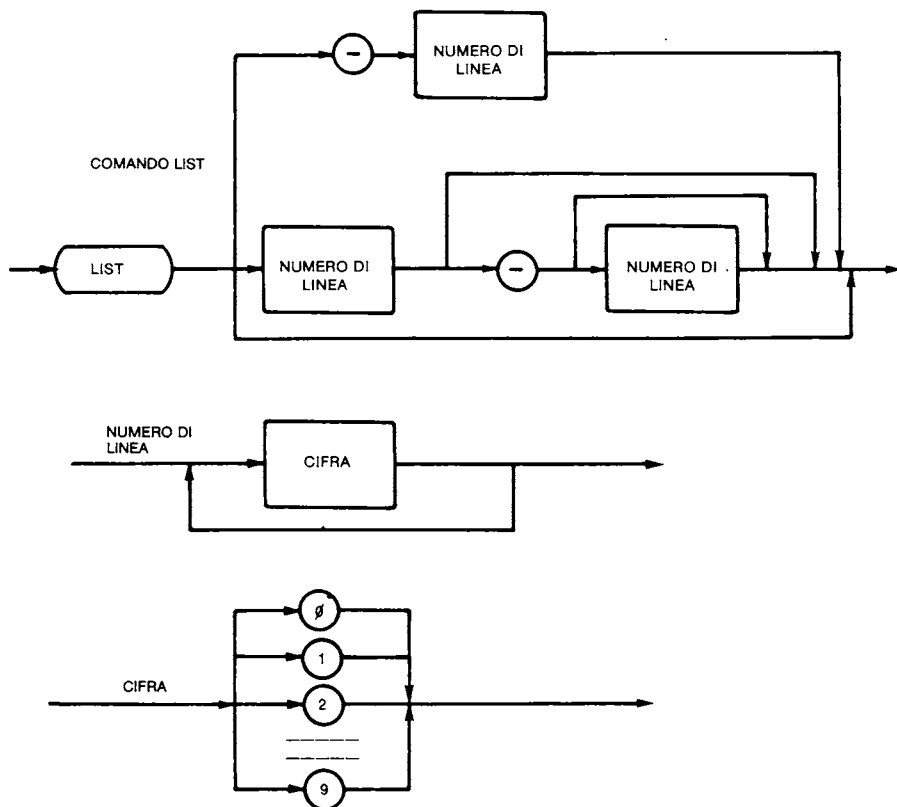 −
NUMERO DI
LINEA
COMANDO LIST
LIST
NUMERO DI
LINEA
−
NUMERO DI
LINEA
NUMERO DI
LINEA
CIFRA
Ø
1
CIFRA
2
9